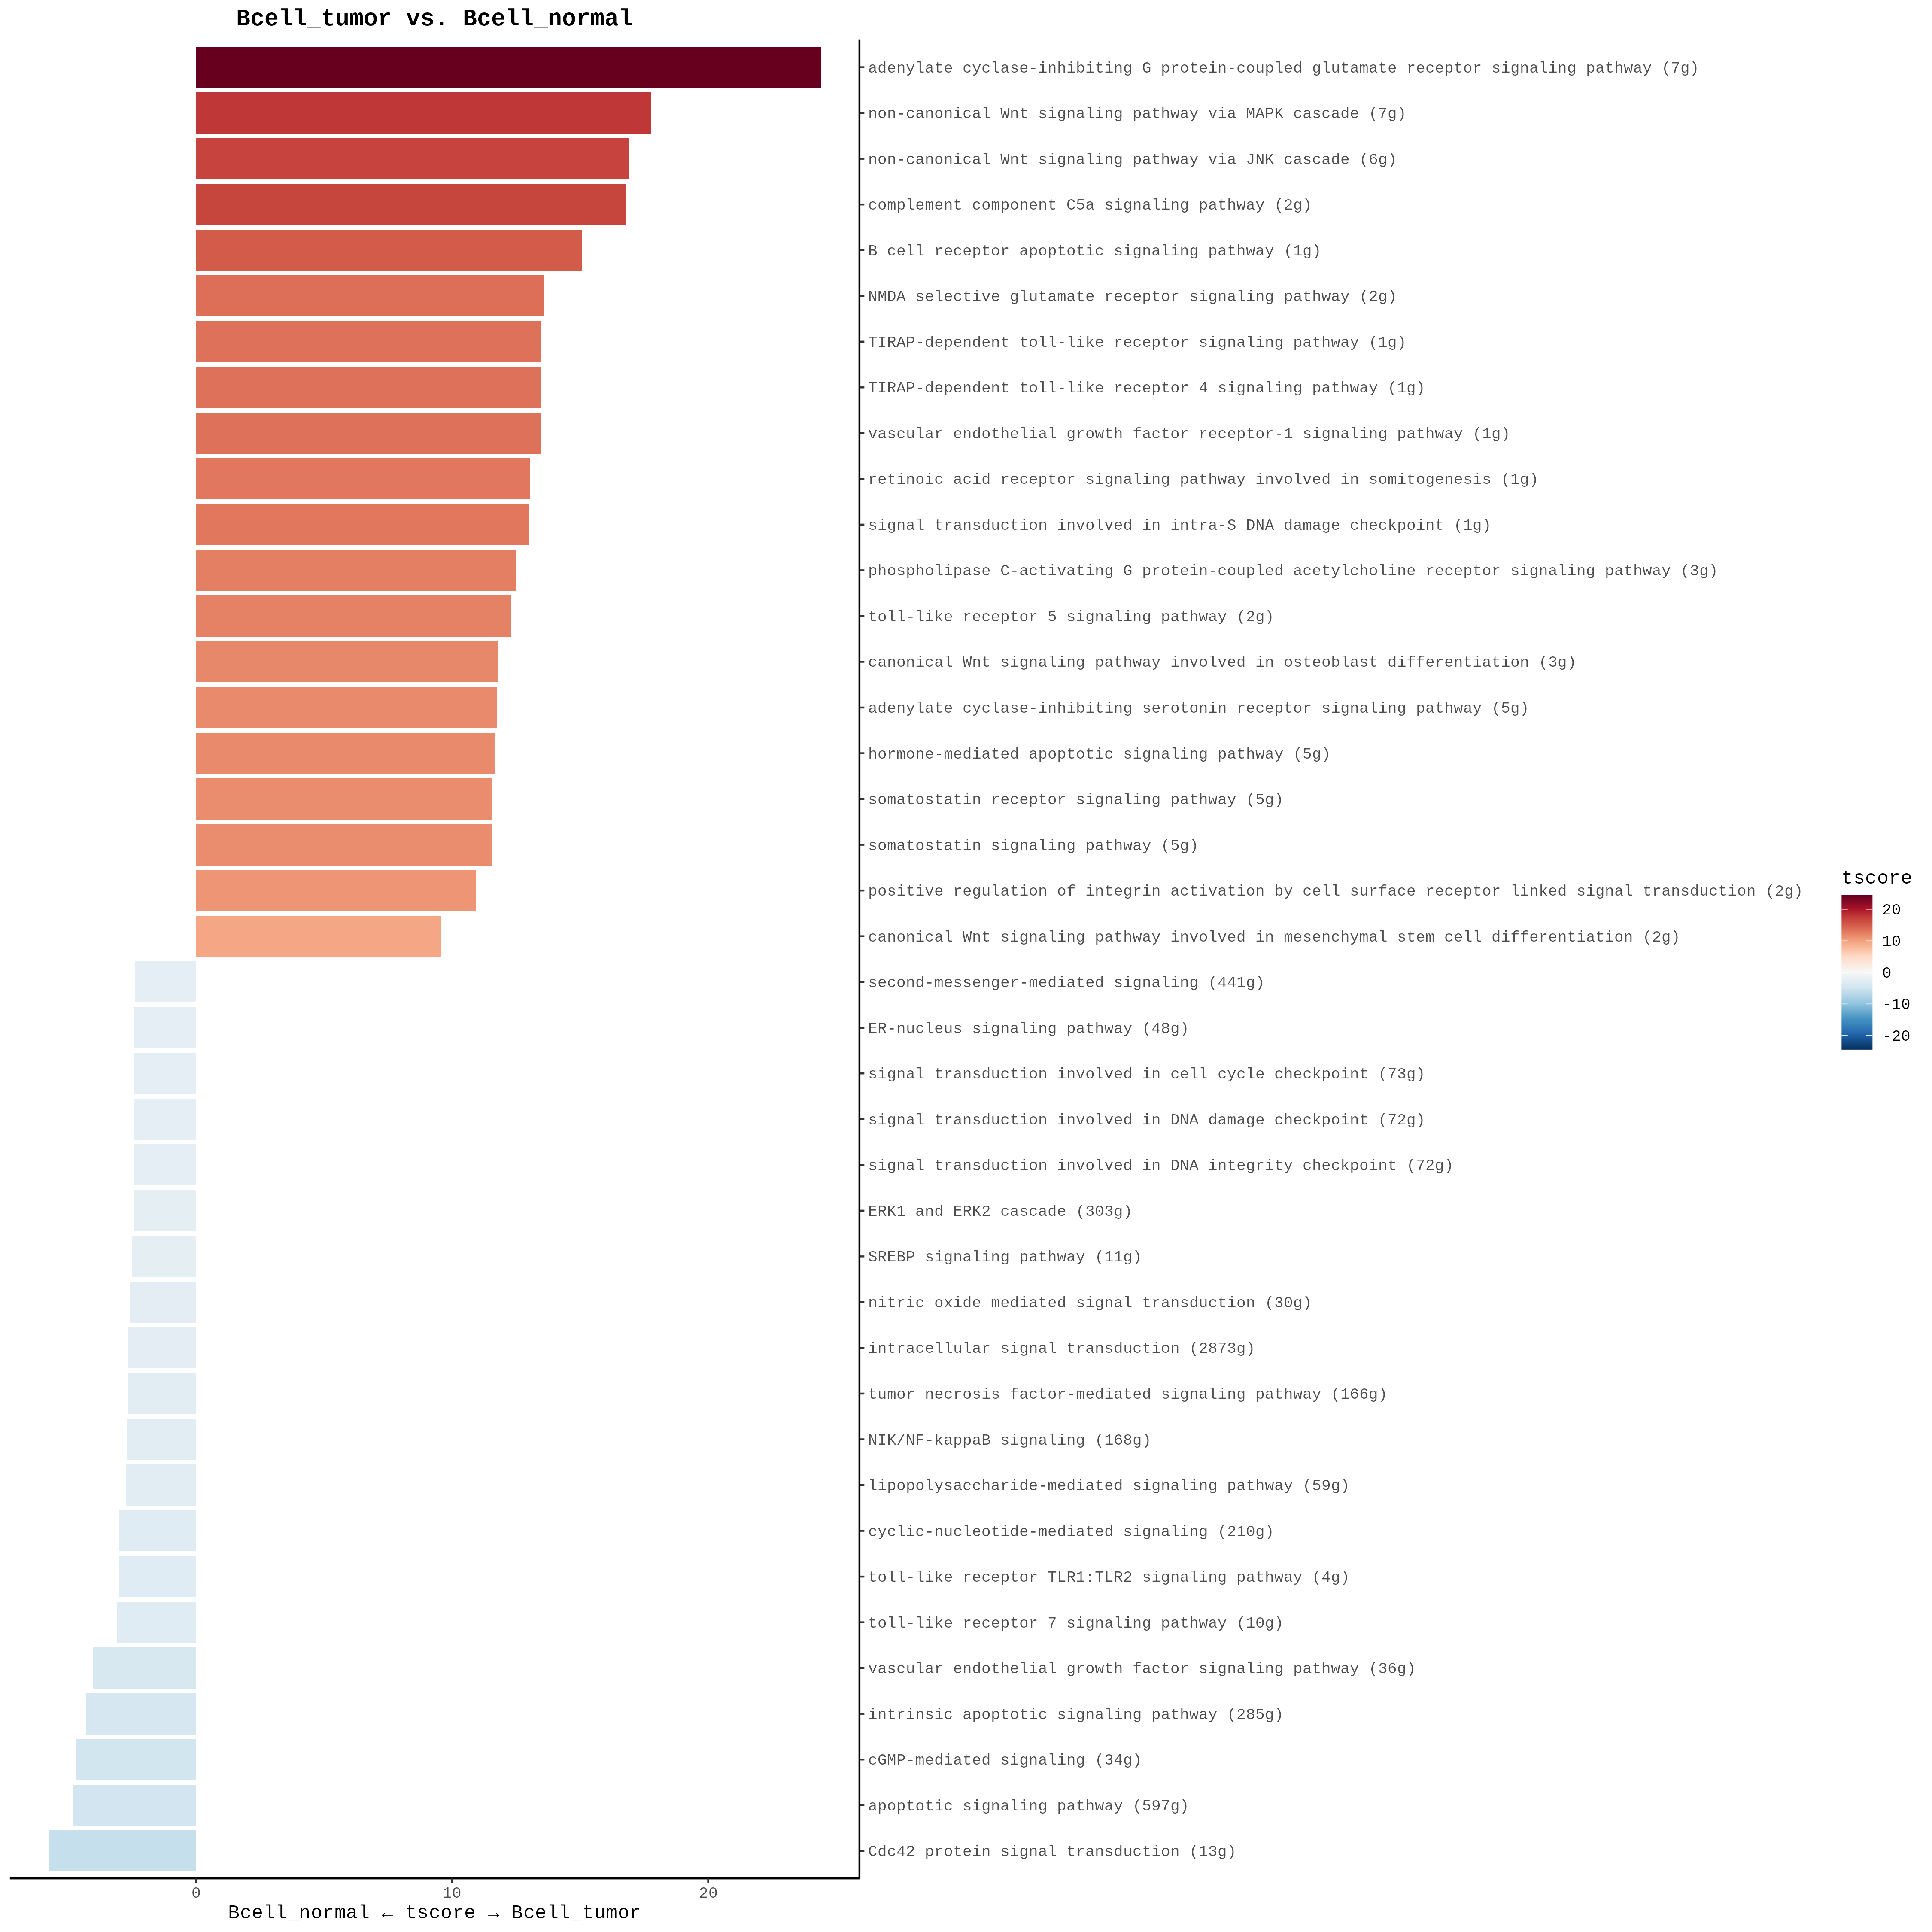 Bcell_tumor vs. Bcell_normal
adenylate cyclase-inhibiting G protein-coupled glutamate receptor signaling pathway (7g)
non-canonical Wnt signaling pathway via MAPK cascade (7g)
non-canonical Wnt signaling pathway via JNK cascade (6g)
complement component C5a signaling pathway (2g)
B cell receptor apoptotic signaling pathway (1g)
NMDA selective glutamate receptor signaling pathway (2g)
TIRAP-dependent toll-like receptor signaling pathway (1g)
TIRAP-dependent toll-like receptor 4 signaling pathway (1g)
vascular endothelial growth factor receptor-1 signaling pathway (1g)
retinoic acid receptor signaling pathway involved in somitogenesis (1g)
signal transduction involved in intra-S DNA damage checkpoint (1g)
phospholipase C-activating G protein-coupled acetylcholine receptor signaling pathway (3g)
toll-like receptor 5 signaling pathway (2g)
canonical Wnt signaling pathway involved in osteoblast differentiation (3g)
adenylate cyclase-inhibiting serotonin receptor signaling pathway (5g)
hormone-mediated apoptotic signaling pathway (5g)
somatostatin receptor signaling pathway (5g)
somatostatin signaling pathway (5g)
positive regulation of integrin activation by cell surface receptor linked signal transduction (2g)
canonical Wnt signaling pathway involved in mesenchymal stem cell differentiation (2g)
second-messenger-mediated signaling (441g)
ER-nucleus signaling pathway (48g)
signal transduction involved in cell cycle checkpoint (73g)
signal transduction involved in DNA damage checkpoint (72g)
signal transduction involved in DNA integrity checkpoint (72g)
ERK1 and ERK2 cascade (303g)
SREBP signaling pathway (11g)
nitric oxide mediated signal transduction (30g)
intracellular signal transduction (2873g)
tumor necrosis factor-mediated signaling pathway (166g)
NIK/NF-kappaB signaling (168g)
lipopolysaccharide-mediated signaling pathway (59g)
cyclic-nucleotide-mediated signaling (210g)
toll-like receptor TLR1:TLR2 signaling pathway (4g)
toll-like receptor 7 signaling pathway (10g)
vascular endothelial growth factor signaling pathway (36g)
intrinsic apoptotic signaling pathway (285g)
cGMP-mediated signaling (34g)
apoptotic signaling pathway (597g)
Cdc42 protein signal transduction (13g)
0 10 20
Bcell_normal ← tscore → Bcell_tumor
tscore
20
10
0
-10
-20